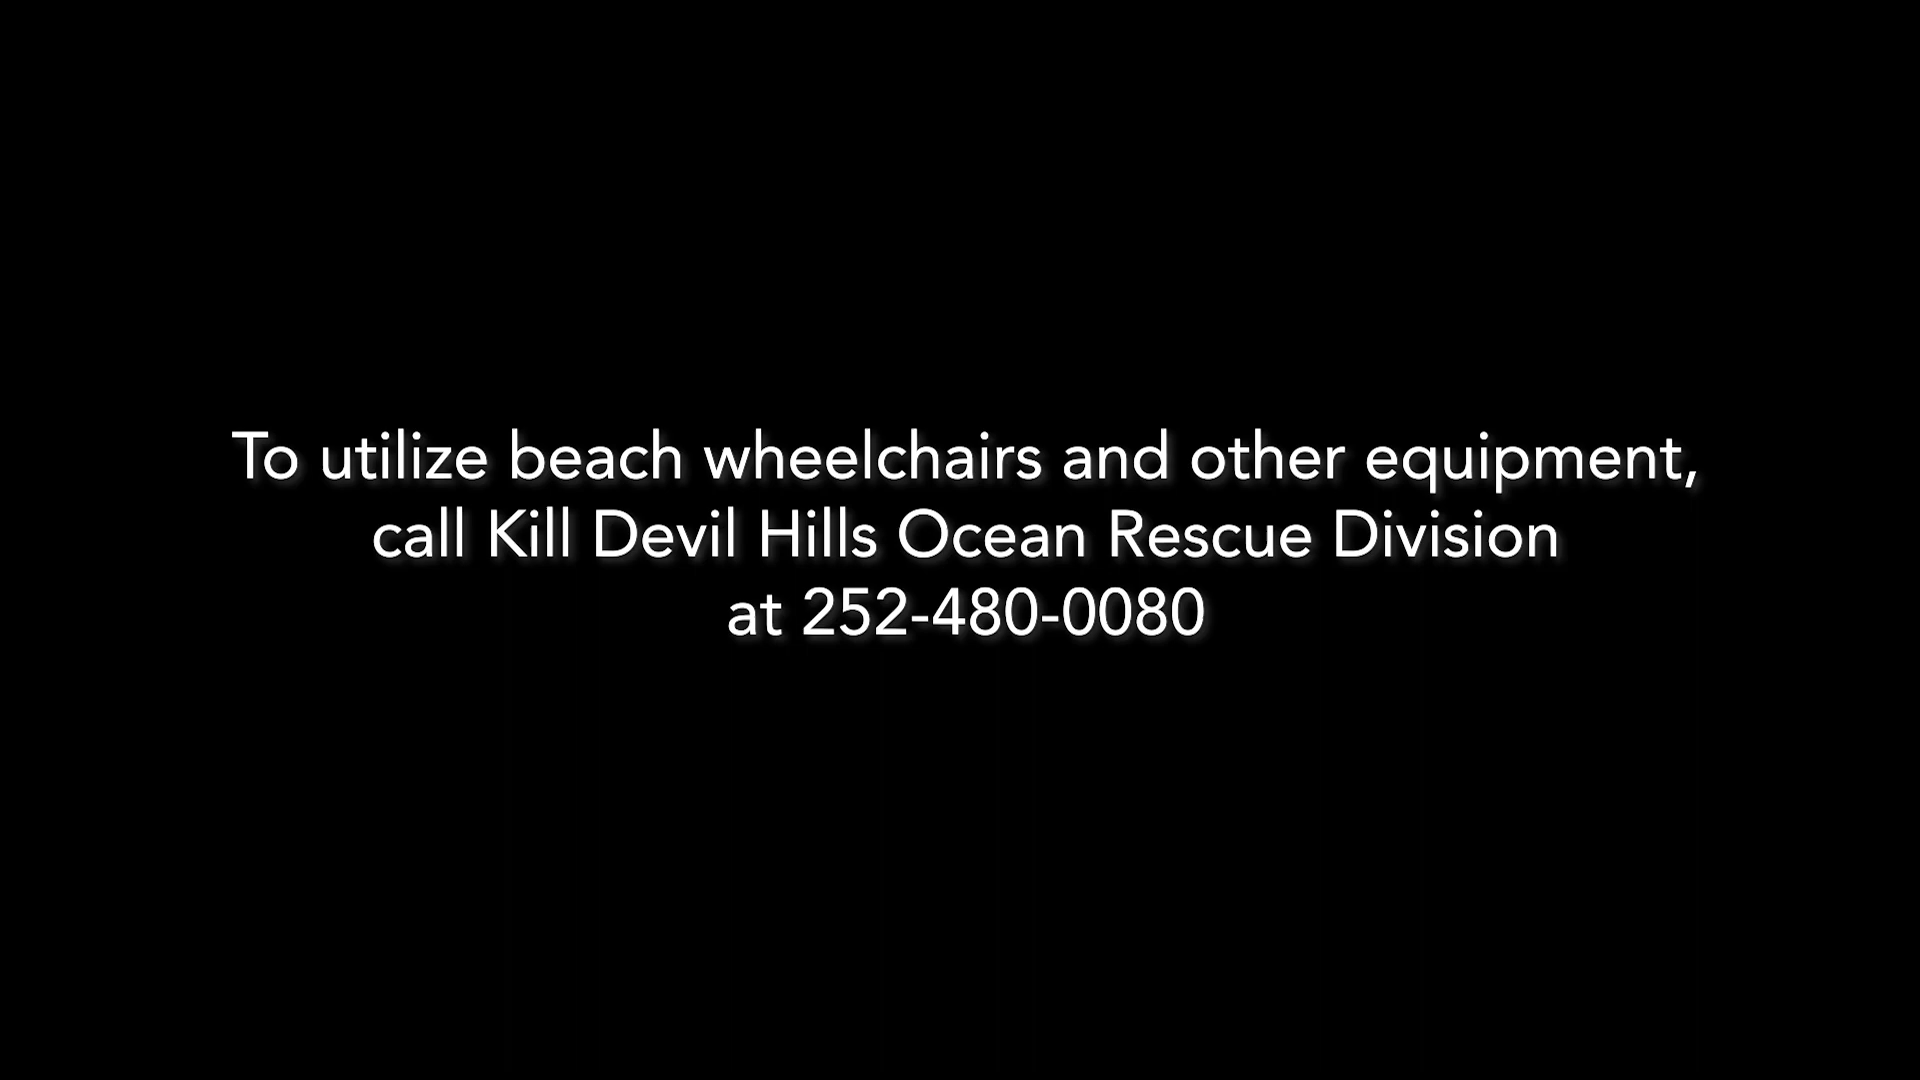 To utilize beach wheelchairs and other equipment,
call Kill Devil Hills Ocean Rescue Division
at 252-480-0080